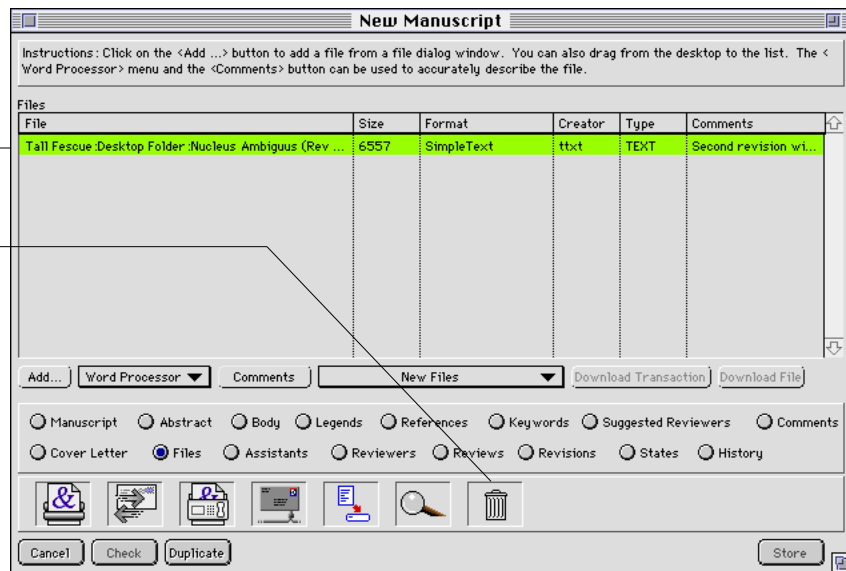 New Manuscript
Instructions: Click on the <Add ...> button to add a file from a file dialog window. You can also drag from the desktop to the list. The <
Word Processor> menu and the <Comments> button can be used to accurately describe the file.
Files
File Size Format Creator Type Comments
Tall Fescue:Desktop Folder:Nucleus Ambiguus (Rev ... 6557 SimpleText ttxt TEXT Second revision wi...
Add... Word Processor Comments New Files Download Transaction Download File
Manuscript Abstract Body Legends References Keywords Suggested Reviewers Comments
Cover Letter Files Assistants Reviewers Reviews Revisions States History
& &
Cancel Check Duplicate Store